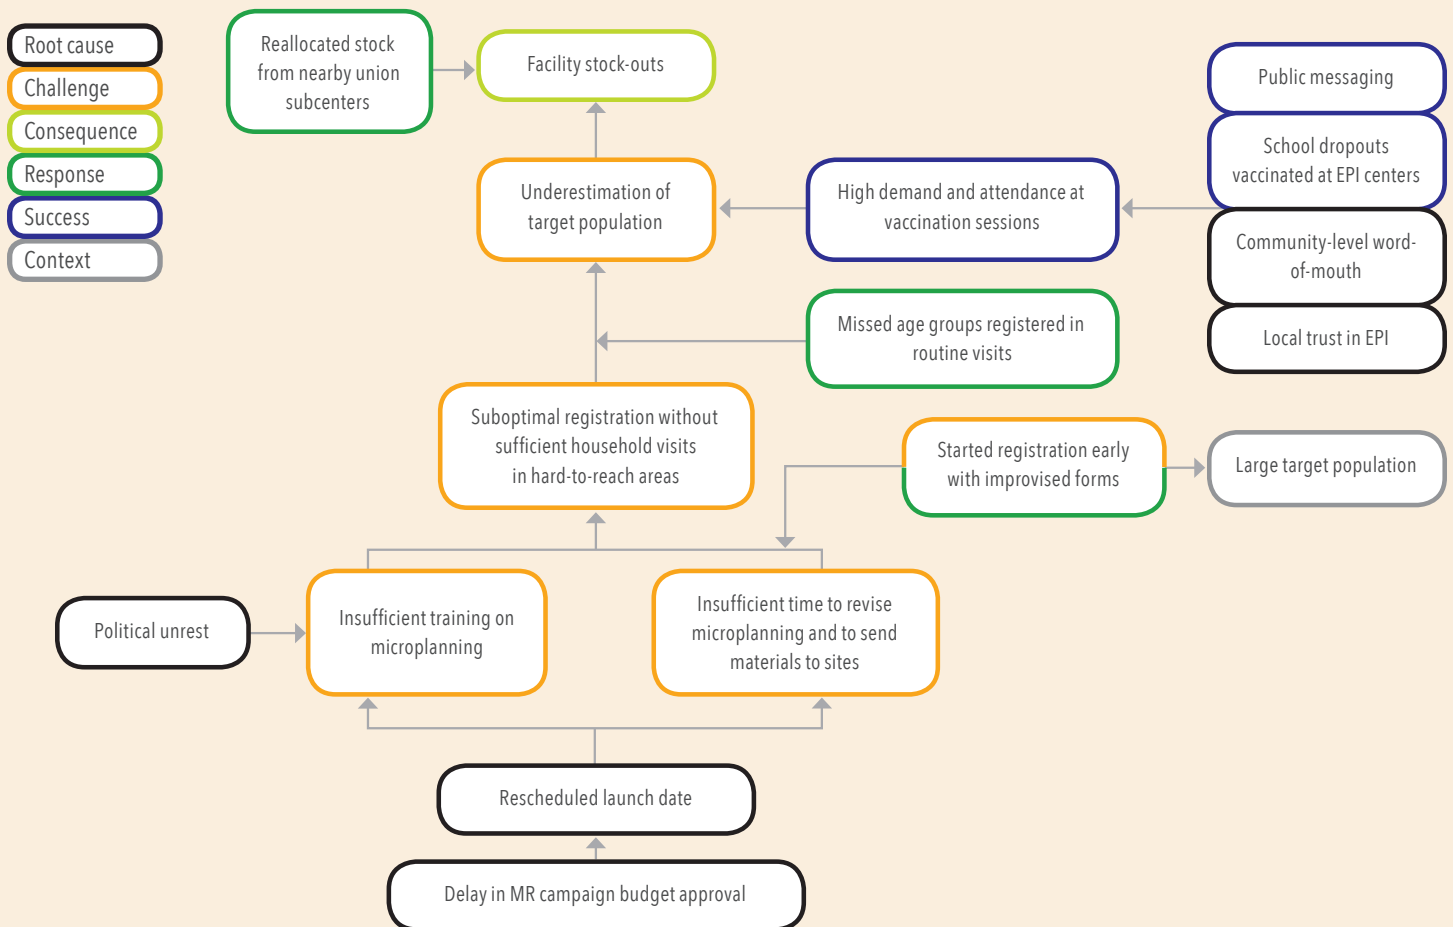 Root cause
Challenge
Consequence
Response
Success
Context
Reallocated stock
from nearby union
subcenters
Facility stock-outs
Public messaging
School dropouts
vaccinated at EPI centers
Community-level word-
of-mouth
Local trust in EPI
Underestimation of
target population
High demand and attendance at
vaccination sessions
Missed age groups registered in
routine visits
Suboptimal registration without
sufficient household visits
in hard-to-reach areas
Started registration early
with improvised forms
Large target population
Political unrest
Insufficient training on
microplanning
Insufficient time to revise
microplanning and to send
materials to sites
Rescheduled launch date
Delay in MR campaign budget approval